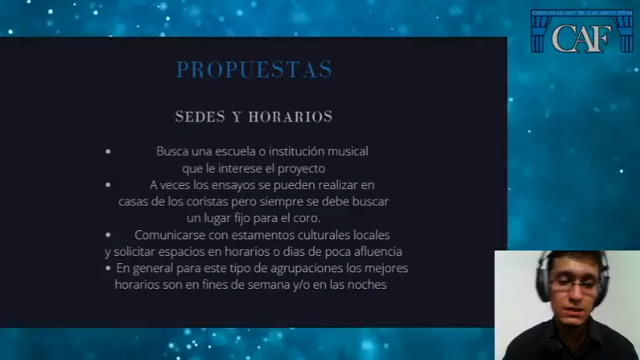 CAF
PROPUESTAS
SEDES Y HORARIOS
• Busca una escuela o institución musical
que le interese el proyecto
• A veces los ensayos se pueden realizar en
casas de los coristas pero siempre se debe buscar
un lugar fijo para el coro.
• Comunicarse con estamentos culturales locales
y solicitar espacios en horarios o dias de poca afluencia
• En general para este tipo de agrupaciones los mejores
horarios son en fines de semana y/o en las noches